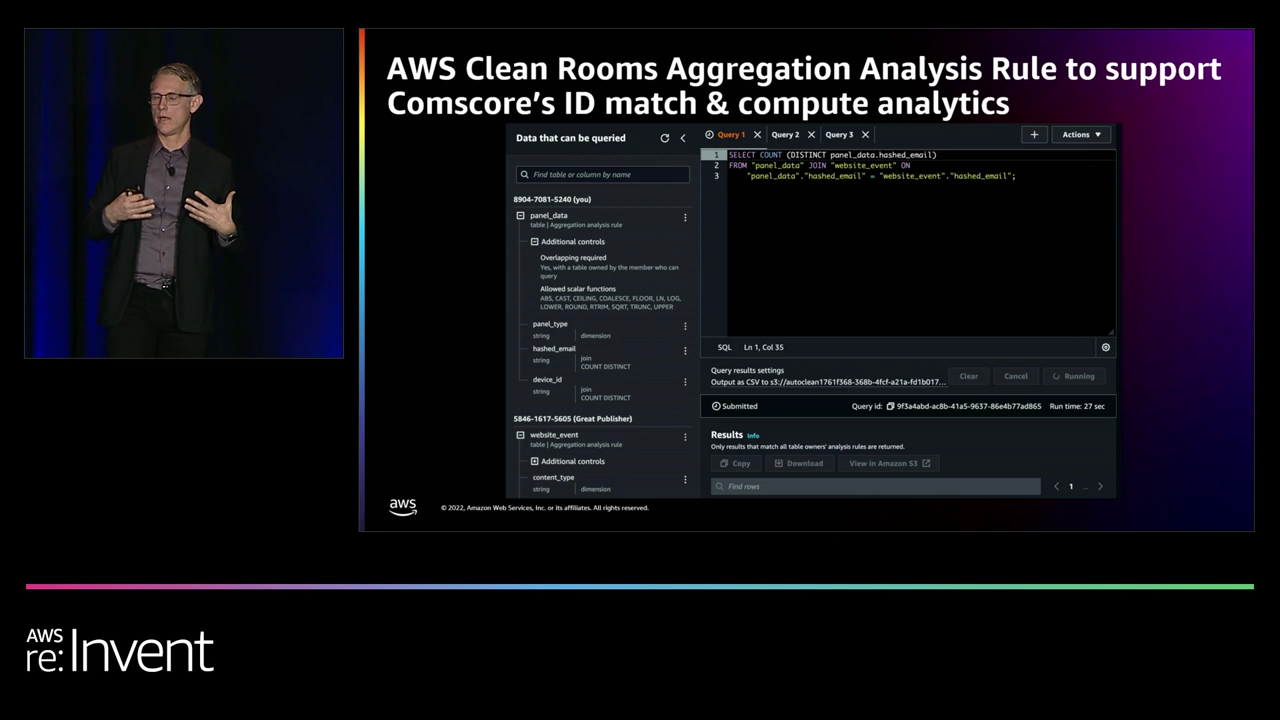 AWS Clean Rooms Aggregation Analysis Rule to support
Comscore's ID match & compute analytics
Data that can be queried
Find table or column by name
8904-7081-5240 (you)
panel_data
table | Aggregation analysis rule
Additional controls
Overlapping required
Yes, with a table owned by the member who can
query
Allowed scalar functions
ABS, CAST, CEILING, COALESCE, FLOOR, LN, LOG,
LOWER, ROUND, RTRIM, SQRT, TRUNC, UPPER
panel_type
string dimension
hashed_email
string join
COUNT DISTINCT
device_id
string join
COUNT DISTINCT
5846-1617-5605 (Great Publisher)
website_event
table | Aggregation analysis rule
Additional controls
content_type
string dimension
Query 1 Query 2 Query 3 Actions
1 SELECT COUNT (DISTINCT panel_data.hashed_email)
2 FROM "panel_data" JOIN "website_event" ON
3 "panel_data"."hashed_email" = "website_event"."hashed_email";
SQL Ln 1, Col 35
Query results settings
Output as CSV to s3://autoclean1761f368-368b-4fcf-a21a-fd1b017...
Clear Cancel Running
Submitted Query id: 9f3a4abd-ac8b-41a5-9637-86e4b77ad865 Run time: 27 sec
Results Info
Only results that match all table owners' analysis rules are returned.
Copy Download View in Amazon S3
Find rows 1 ...
aws © 2022, Amazon Web Services, Inc. or its affiliates. All rights reserved.
AWS
re:Invent